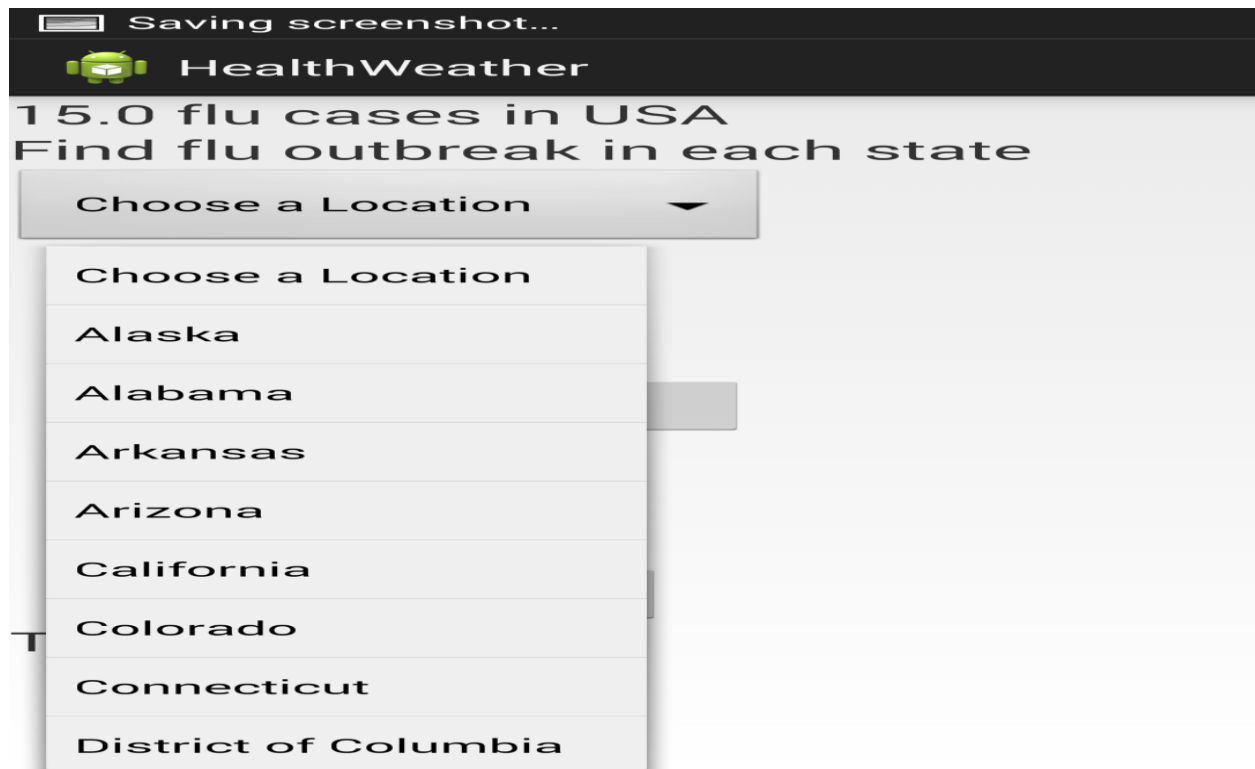 Saving screenshot...
HealthWeather
15.0 flu cases in USA
Find flu outbreak in each state
Choose a Location
Choose a Location
Alaska
Alabama
Arkansas
Arizona
California
Colorado
T
Connecticut
District of Columbia